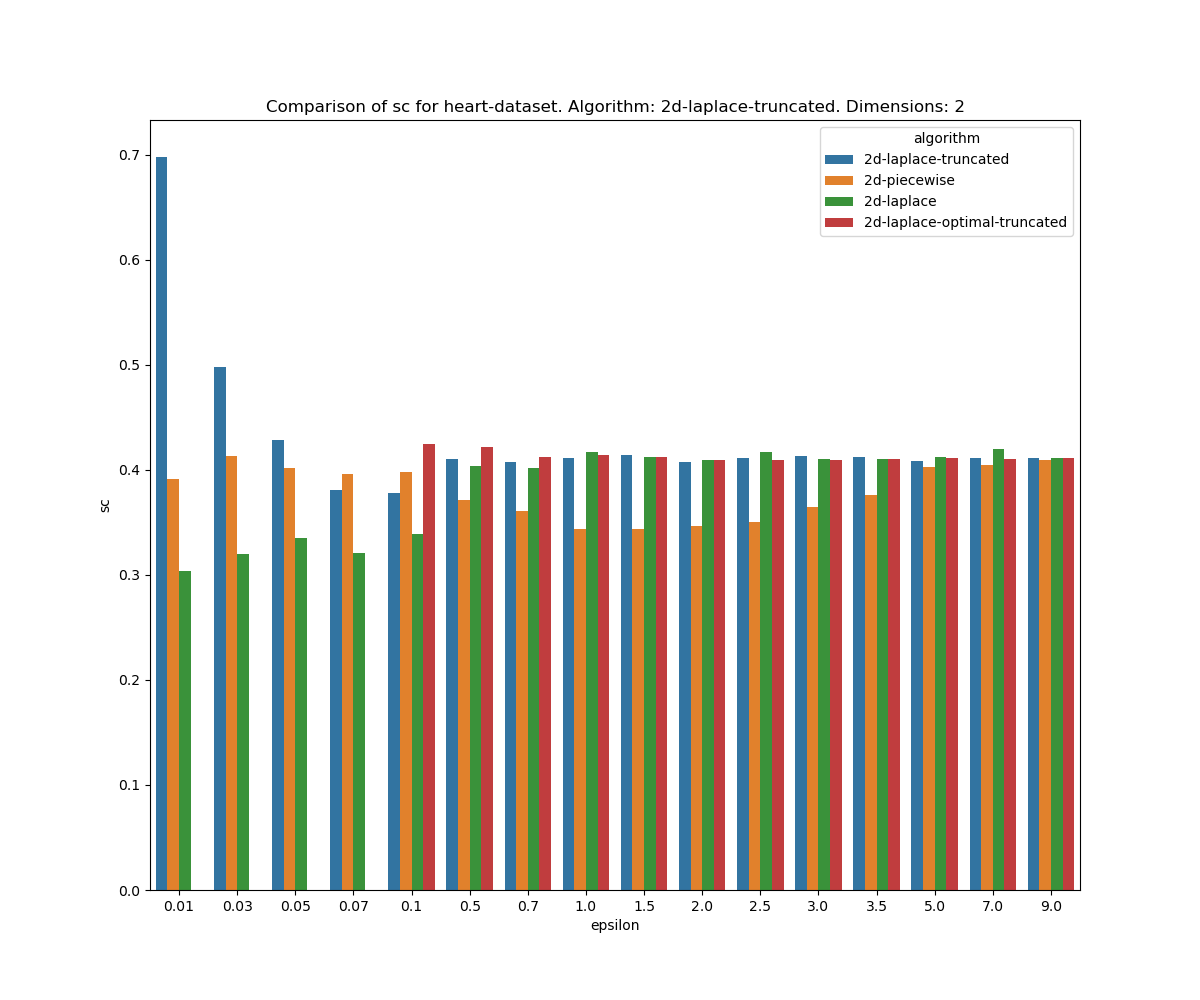 Comparison of sc for heart-dataset. Algorithm: 2d-laplace-truncated. Dimensions: 2
algorithm
2d-laplace-truncated
2d-piecewise
2d-laplace
2d-laplace-optimal-truncated
sc
0.7
0.6
0.5
0.4
0.3
0.2
0.1
0.0
0.01 0.03 0.05 0.07 0.1 0.5 0.7 1.0 1.5 2.0 2.5 3.0 3.5 5.0 7.0 9.0
epsilon